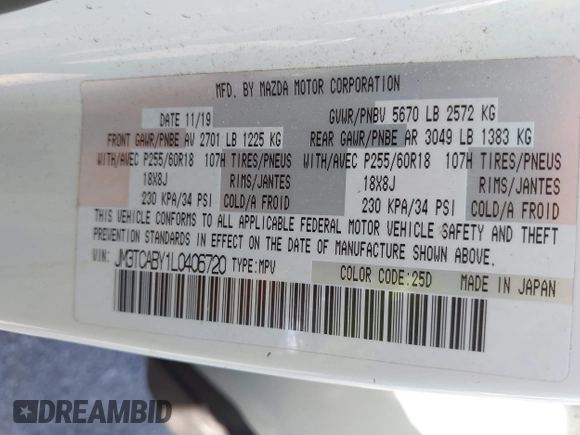 MFD. BY MAZDA MOTOR CORPORATION
DATE 11/19 GVWR/PNBV 5670 LB 2572 KG
FRONT GAWR/PNBE AV 2701 LB 1225 KG REAR GAWR/PNBE AR 3049 LB 1383 KG
WITH/AVEC P255/60R18 107H TIRES/PNEUS WITH/AVEC P255/60R18 107H TIRES/PNEUS
18X8J RIMS/JANTES 18X8J RIMS/JANTES
230 KPA/34 PSI COLD/A FROID 230 KPA/34 PSI COLD/A FROID
THIS VEHICLE CONFORMS TO ALL APPLICABLE FEDERAL MOTOR VEHICLE SAFETY AND THEFT
PREVENTION STANDARDS IN EFFECT ON THE DATE OF MANUFACTURE SHOWN ABOVE.
VIN: JM3TCABY1L0406720 TYPE:MPV COLOR CODE:25D MADE IN JAPAN
DREAMBID